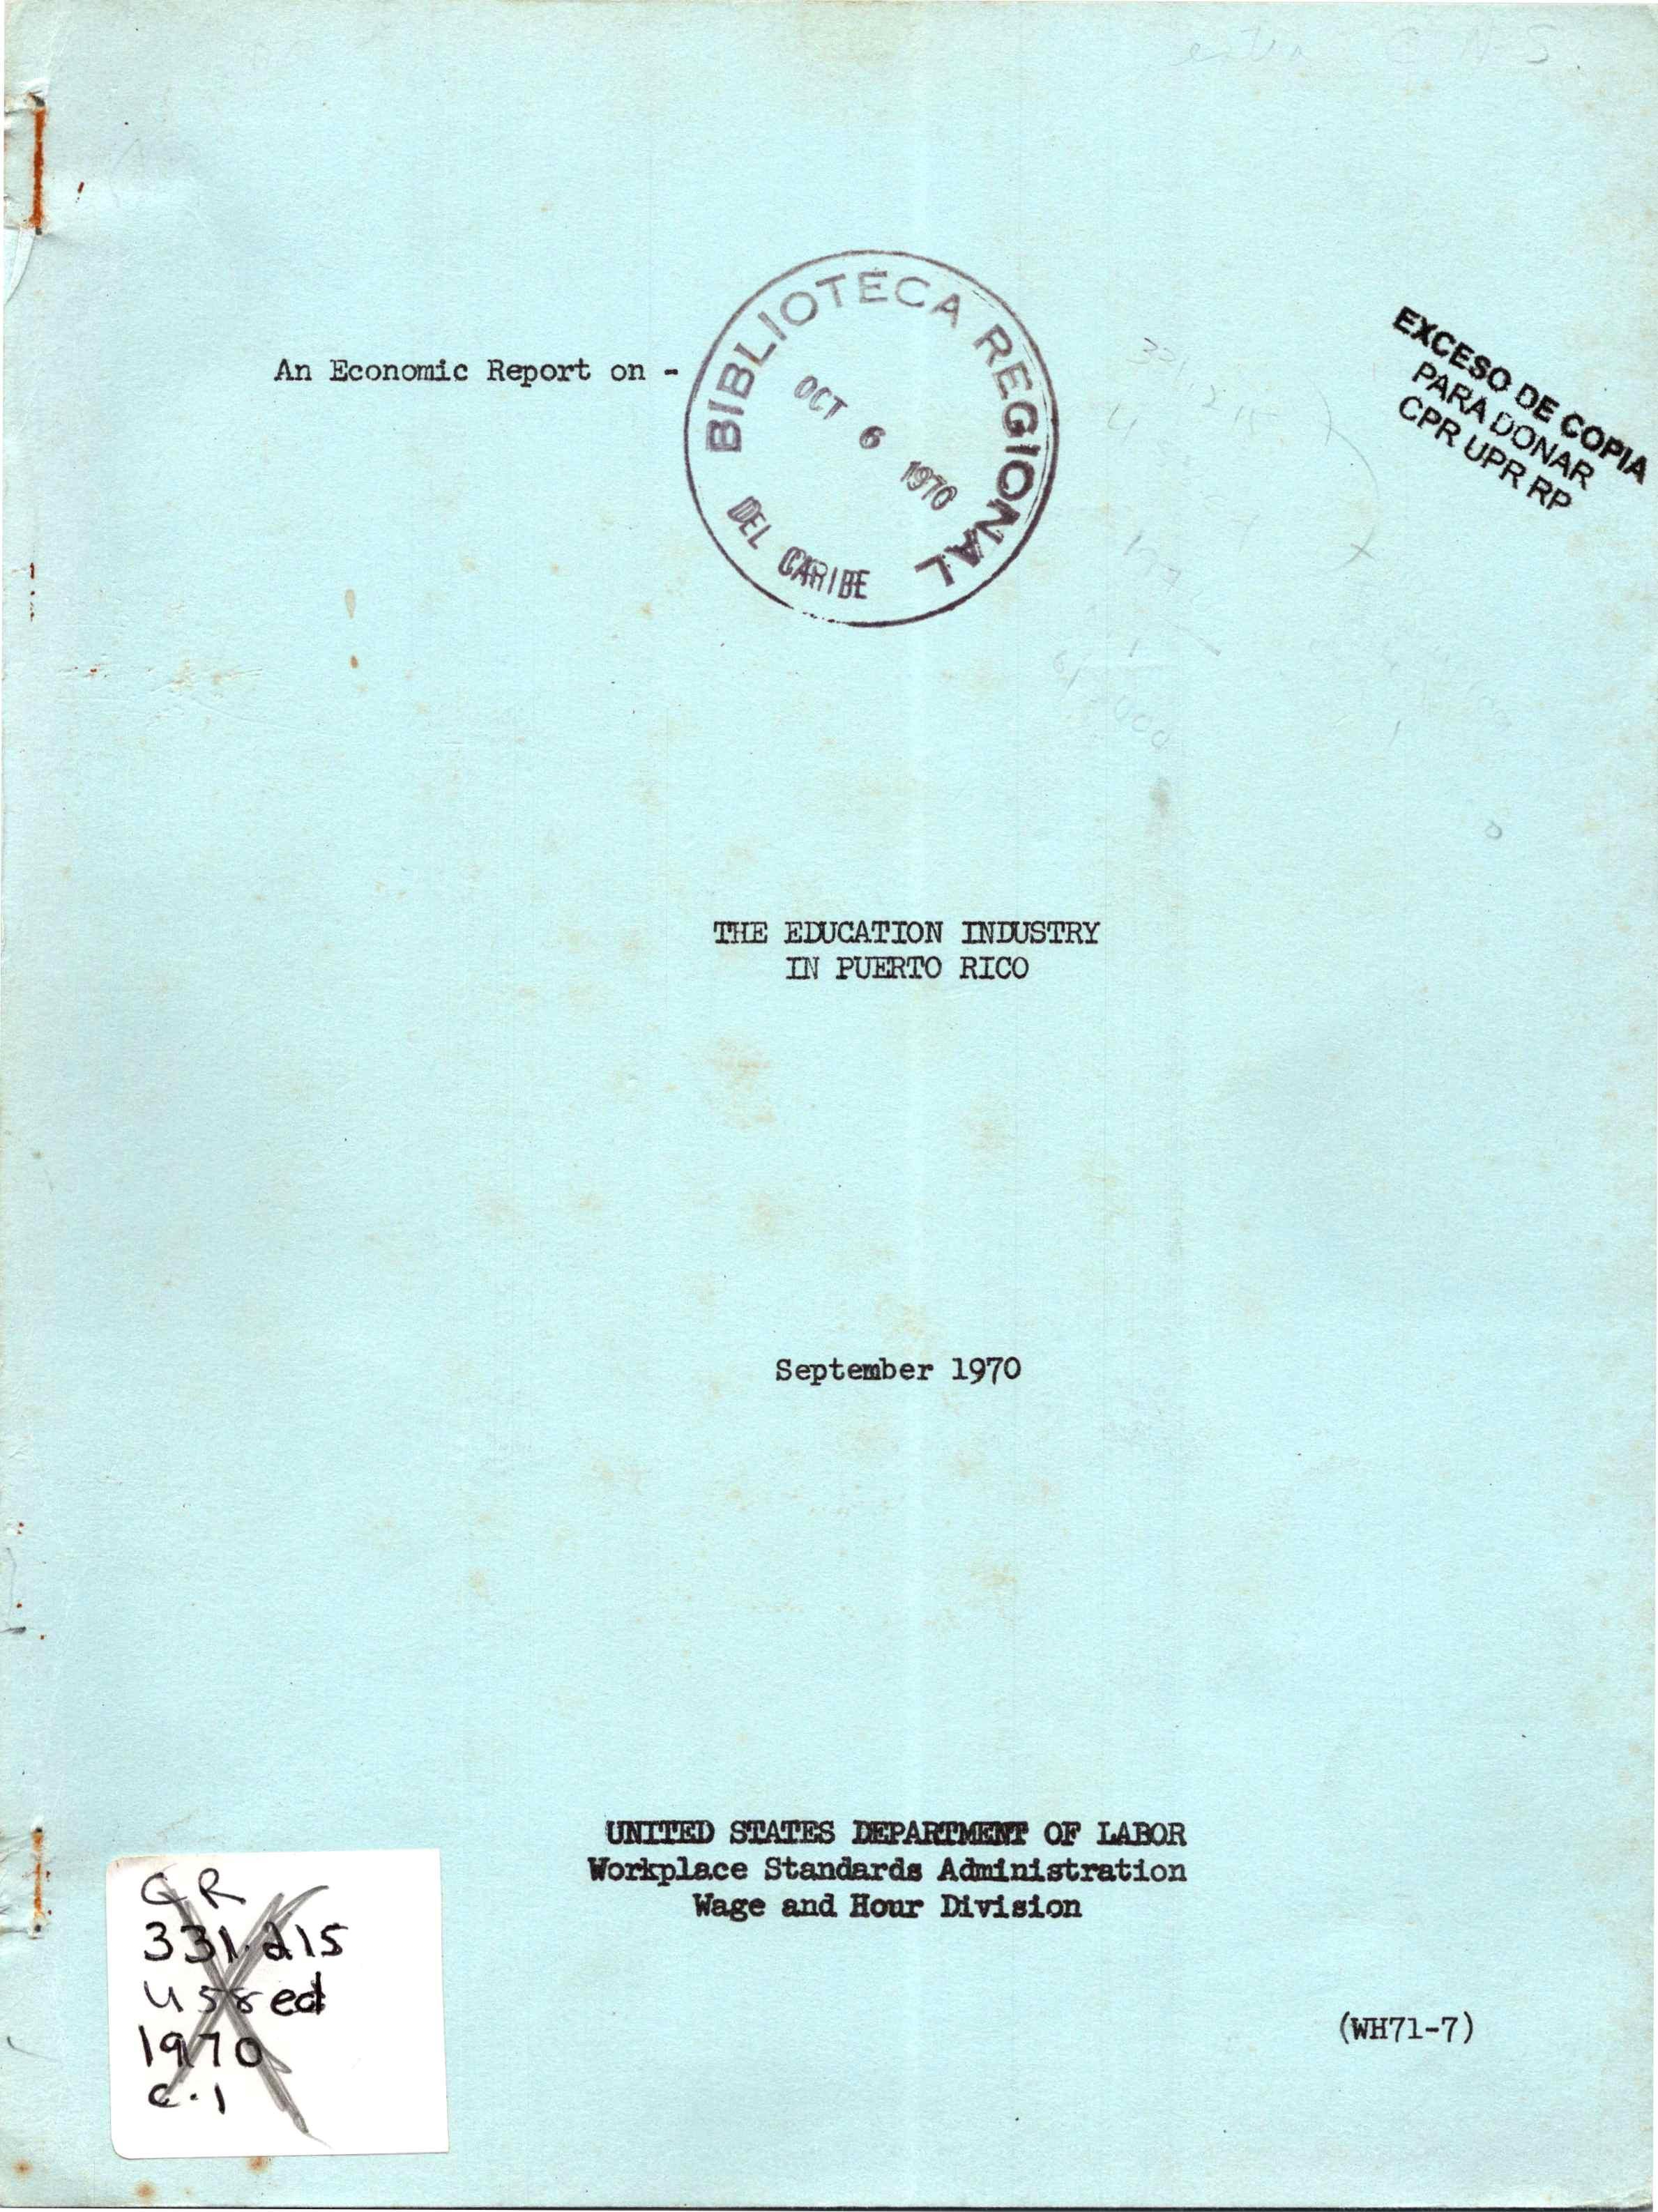 An Economic Report on -
BIBLIOTECA REGIONAL
OCT 6 1970
DEL CARIBE
EXCESO DE COPIA
PARA DONAR
CPR UPR RP
THE EDUCATION INDUSTRY
IN PUERTO RICO
September 1970
UNITED STATES DEPARTMENT OF LABOR
Workplace Standards Administration
Wage and Hour Division
(WH71-7)
CR
331.215
U58ed
1970
c.1